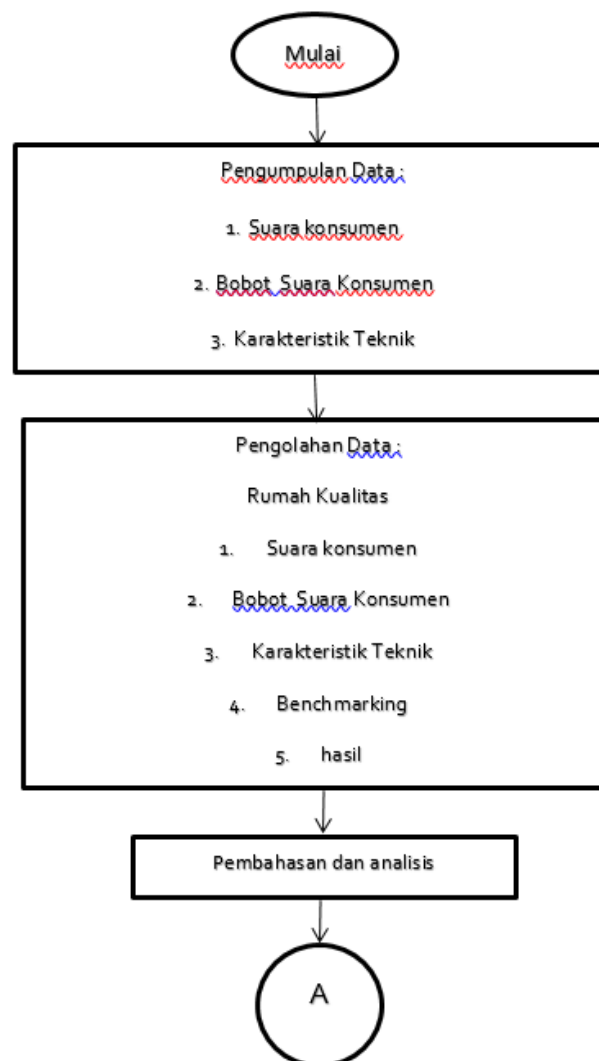 Mulai
Pengumpulan Data :
1. Suara konsumen
2. Bobot Suara Konsumen
3. Karakteristik Teknik
Pengolahan Data :
Rumah Kualitas
1. Suara konsumen
2. Bobot Suara Konsumen
3. Karakteristik Teknik
4. Benchmarking
5. hasil
Pembahasan dan analisis
A